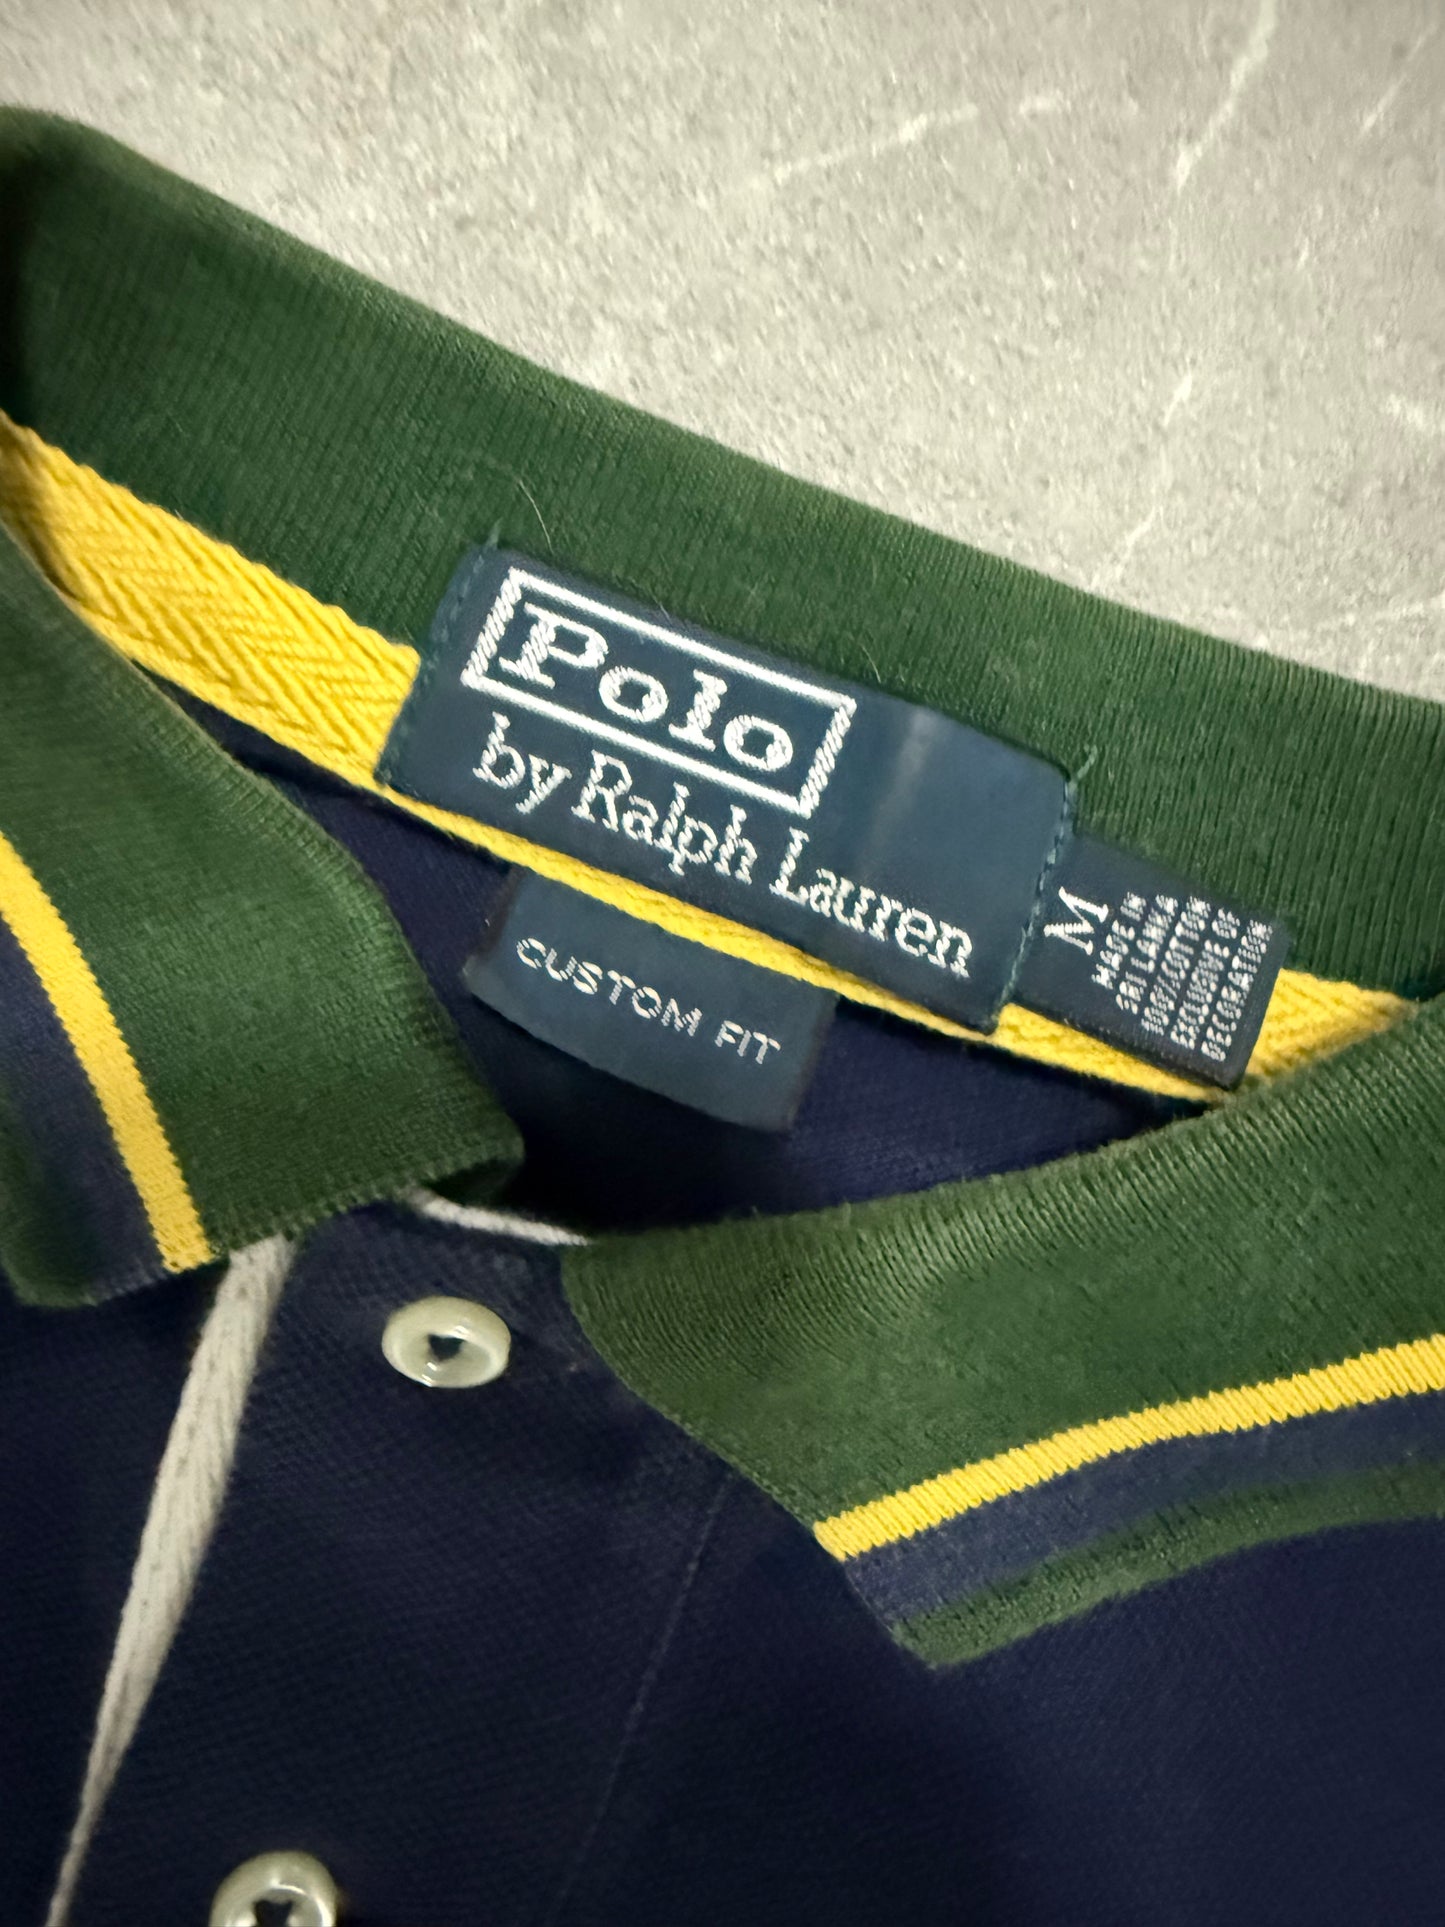 Polo
by Ralph Lauren
CUSTOM FIT
M
MADE IN
SRI LANKA
100%COTTON
EXCLUSIVE OF
DECORATION